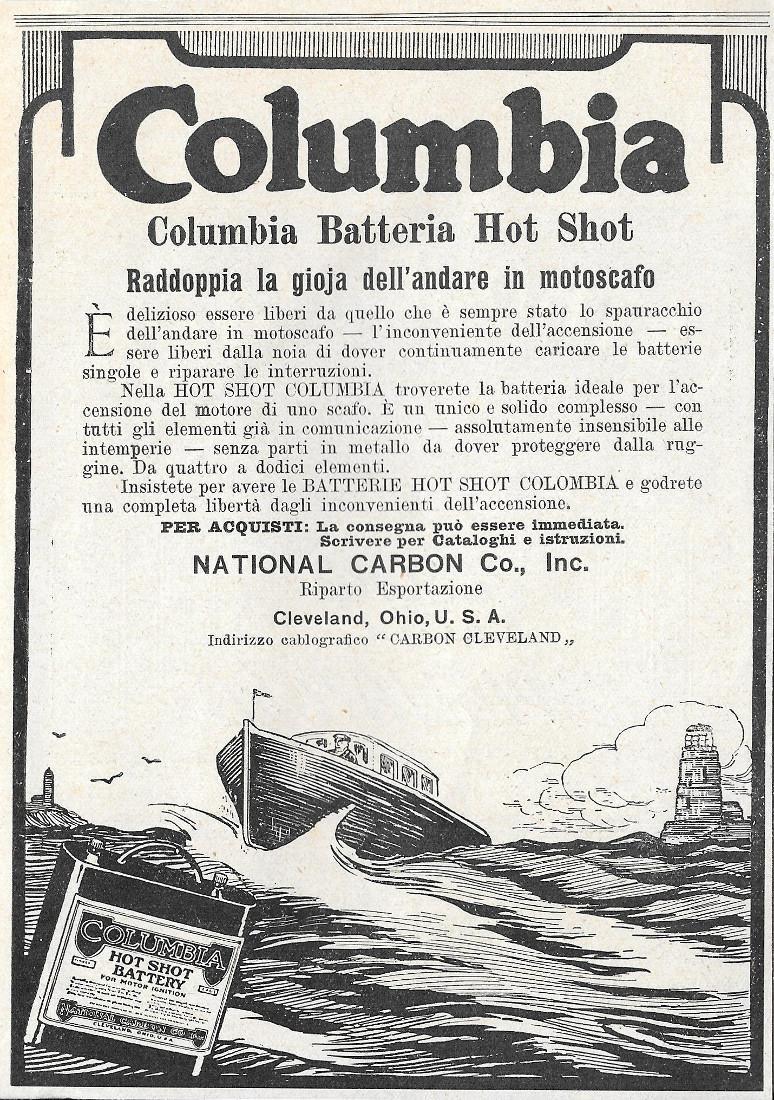 Columbia
Columbia Batteria Hot Shot
Raddoppia la gioja dell'andare in motoscafo
È delizioso essere liberi da quello che è sempre stato lo spauracchio
dell'andare in motoscafo — l'inconveniente dell'accensione — es-
sere liberi dalla noia di dover continuamente caricare le batterie
singole e riparare le interruzioni.
Nella HOT SHOT COLUMBIA troverete la batteria ideale per l'ac-
censione del motore di uno scafo. È un unico e solido complesso — con
tutti gli elementi già in comunicazione — assolutamente insensibile alle
intemperie — senza parti in metallo da dover proteggere dalla rug-
gine. Da quattro a dodici elementi.
Insistete per avere le BATTERIE HOT SHOT COLOMBIA e godrete
una completa libertà dagli inconvenienti dell'accensione.
PER ACQUISTI: La consegna può essere immediata.
Scrivere per Cataloghi e istruzioni.
NATIONAL CARBON Co., Inc.
Riparto Esportazione
Cleveland, Ohio, U. S. A.
Indirizzo cablografico “ CARBON CLEVELAND „
COLUMBIA
HOT SHOT
BATTERY
FOR MOTOR IGNITION
NATIONAL CARBON CO. INC.
CLEVELAND, OHIO, U.S.A.